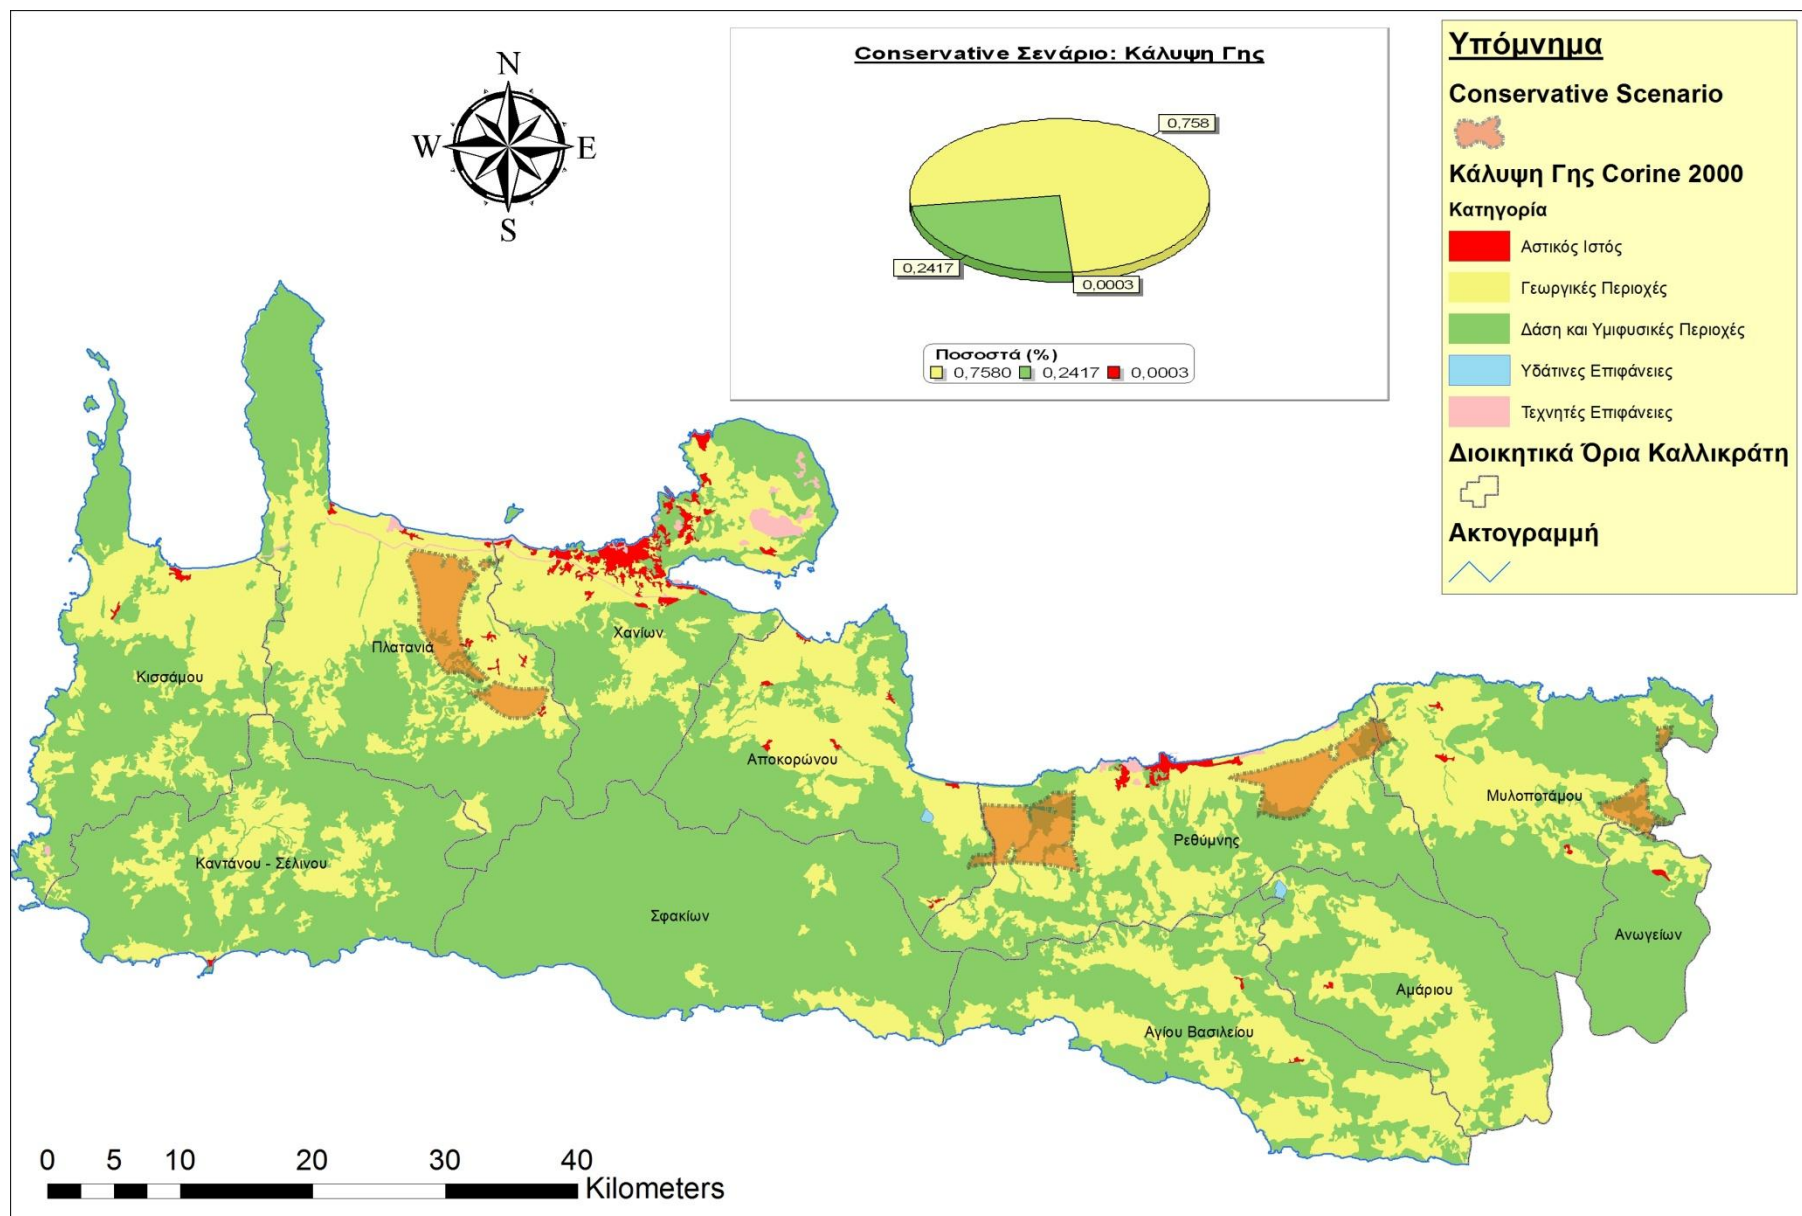 Conservative Σενάριο: Κάλυψη Γης
0,758
0,2417
0,0003
Ποσοστά (%)
0,7580 0,2417 0,0003
N
W E
S
Υπόμνημα
Conservative Scenario
Κάλυψη Γης Corine 2000
Κατηγορία
Αστικός Ιστός
Γεωργικές Περιοχές
Δάση και Υμιφυσικές Περιοχές
Υδάτινες Επιφάνειες
Τεχνητές Επιφάνειες
Διοικητικά Όρια Καλλικράτη
Ακτογραμμή
Χανίων
Πλατανιά
Κισσάμου
Αποκορώνου
Μυλοποτάμου
Ρεθύμνης
Καντάνου - Σέλινου
Σφακίων
Ανωγείων
Αμάριου
Αγίου Βασιλείου
0 5 10 20 30 40
Kilometers